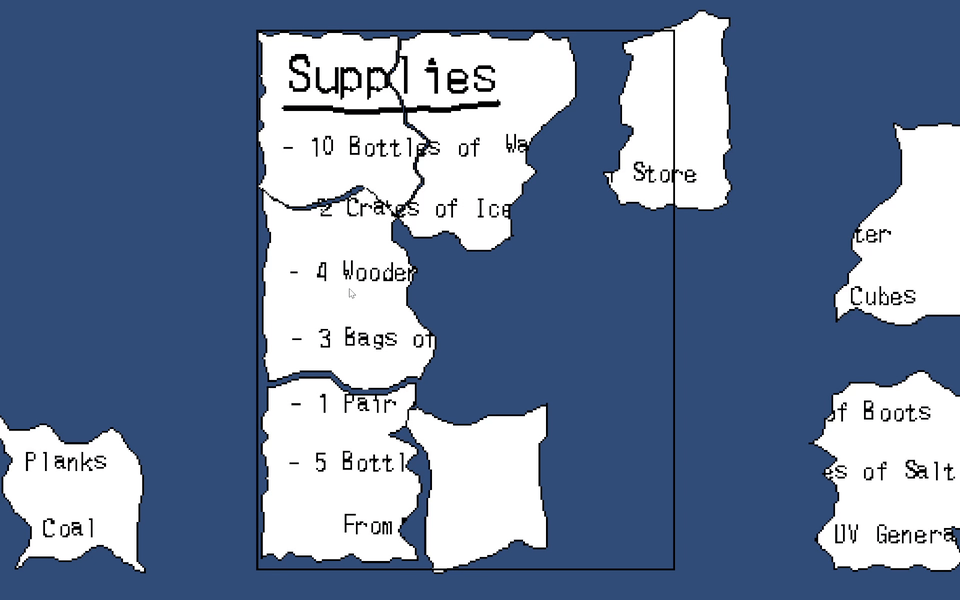 Supplies
- 10 Bottles of Wa
2 Crates of Ice
- 4 Wooden
- 3 Bags of
- 1 Pair
- 5 Bottl
From
Store
ter
Cubes
Planks
Coal
of Boots
es of Salt
UV Genera